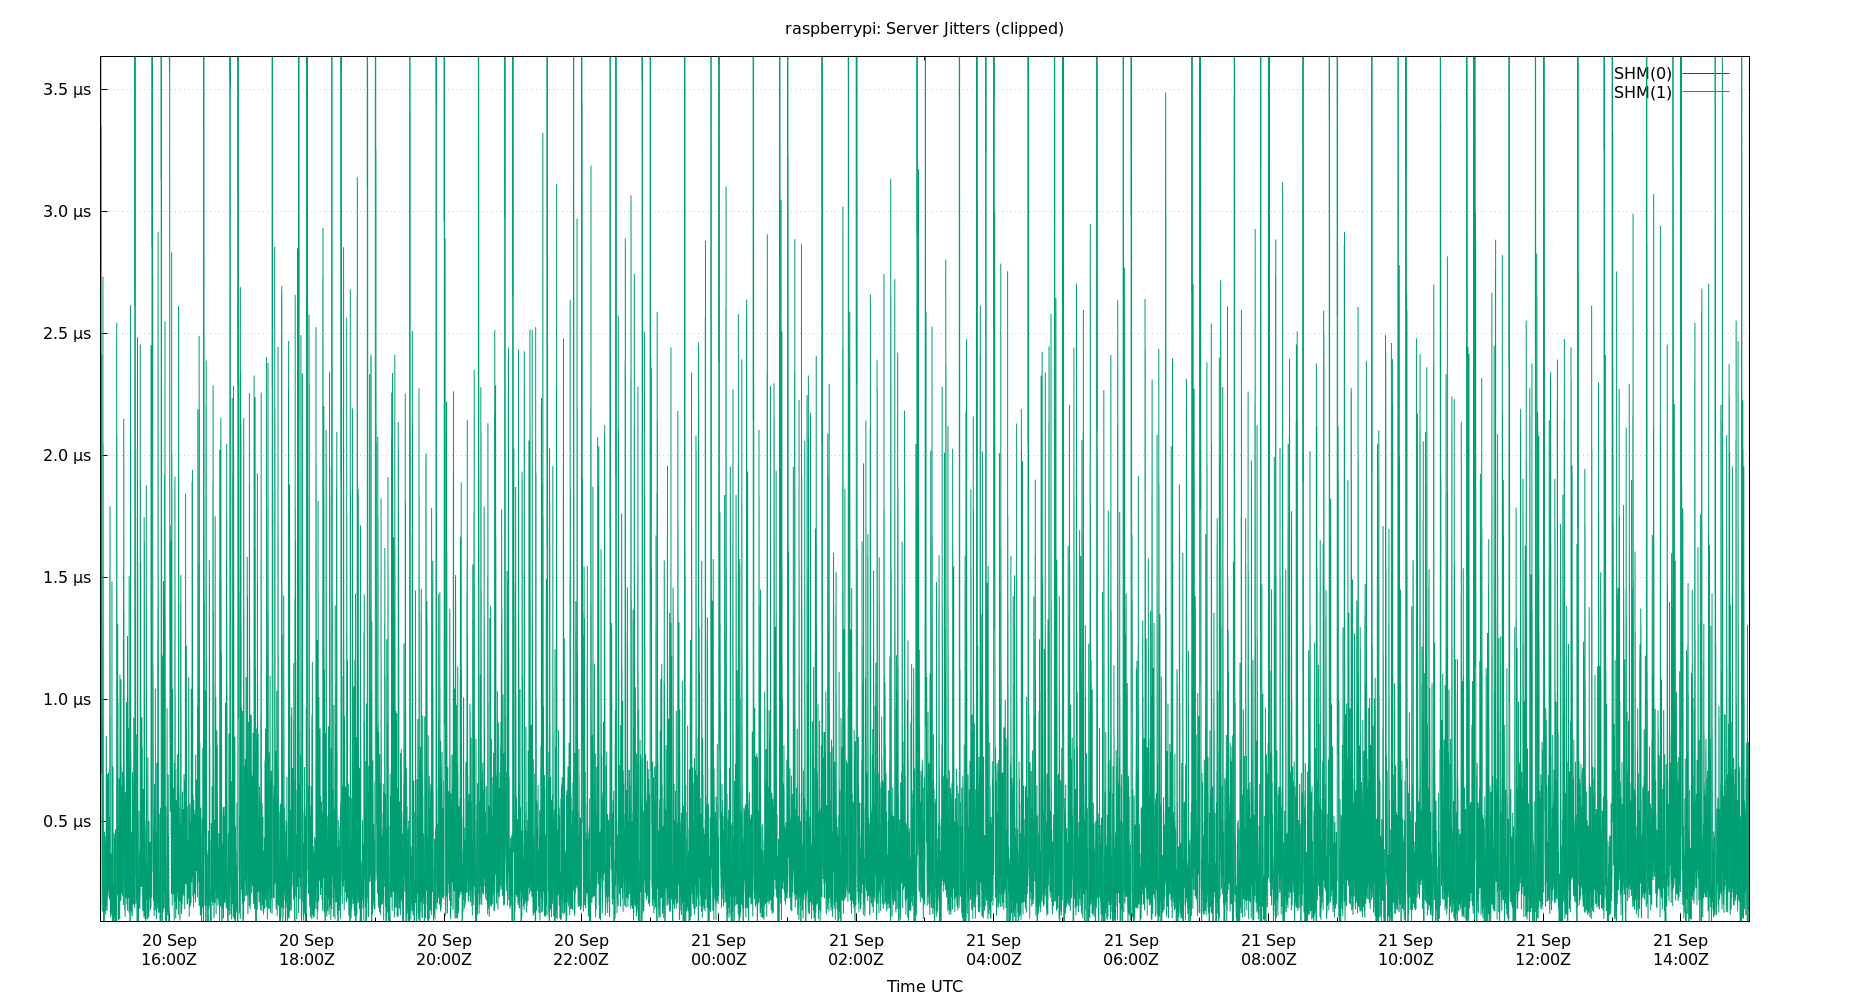 raspberrypi: Server Jitters (clipped)
SHM(0)
SHM(1)
3.5 µs
3.0 µs
2.5 µs
2.0 µs
1.5 µs
1.0 µs
0.5 µs
20 Sep 20 Sep 20 Sep 20 Sep 21 Sep 21 Sep 21 Sep 21 Sep 21 Sep 21 Sep 21 Sep 21 Sep
16:00Z 18:00Z 20:00Z 22:00Z 00:00Z 02:00Z 04:00Z 06:00Z 08:00Z 10:00Z 12:00Z 14:00Z
Time UTC